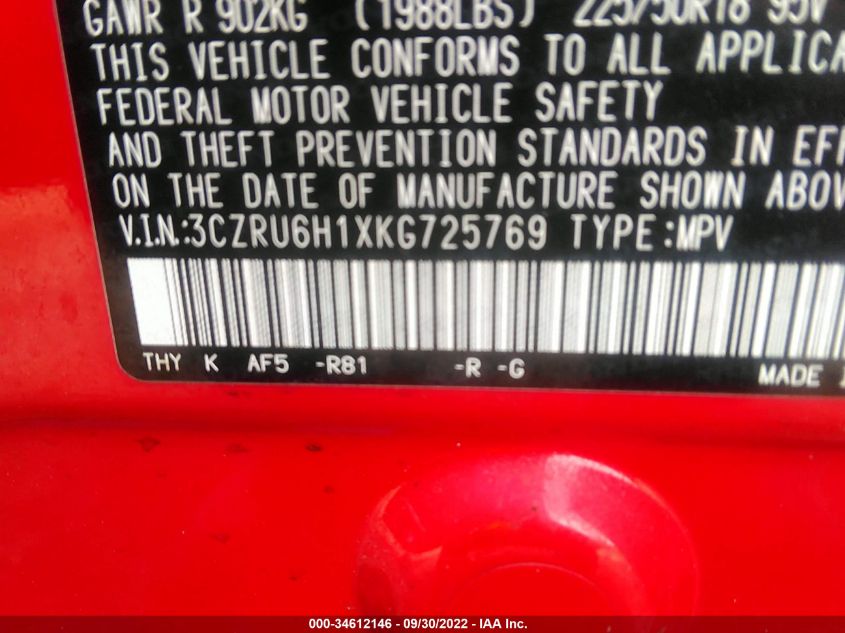 GAWR R 902KG (1988LBS) 225/50R18 95V
THIS VEHICLE CONFORMS TO ALL APPLICA
FEDERAL MOTOR VEHICLE SAFETY
AND THEFT PREVENTION STANDARDS IN EFF
ON THE DATE OF MANUFACTURE SHOWN ABOV
V.I.N.:3CZRU6H1XKG725769 TYPE:MPV
THY K AF5 -R81 -R -G MADE I
000-34612146 - 09/30/2022 - IAA Inc.